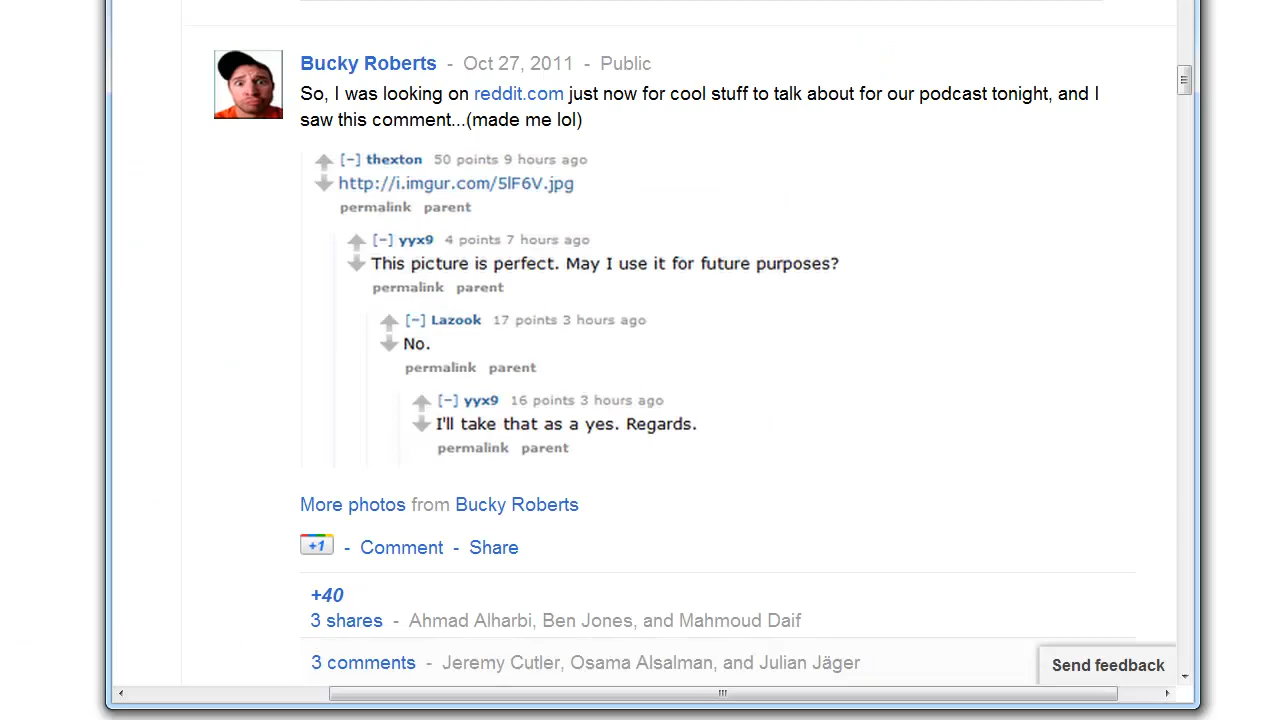 Bucky Roberts - Oct 27, 2011 - Public
So, I was looking on reddit.com just now for cool stuff to talk about for our podcast tonight, and I
saw this comment...(made me lol)
[-] thexton 50 points 9 hours ago
http://i.imgur.com/5lF6V.jpg
permalink parent
[-] yyx9 4 points 7 hours ago
This picture is perfect. May I use it for future purposes?
permalink parent
[-] Lazook 17 points 3 hours ago
No.
permalink parent
[-] yyx9 16 points 3 hours ago
I'll take that as a yes. Regards.
permalink parent
More photos from Bucky Roberts
+1 - Comment - Share
+40
3 shares - Ahmad Alharbi, Ben Jones, and Mahmoud Daif
3 comments - Jeremy Cutler, Osama Alsalman, and Julian Jäger
Send feedback